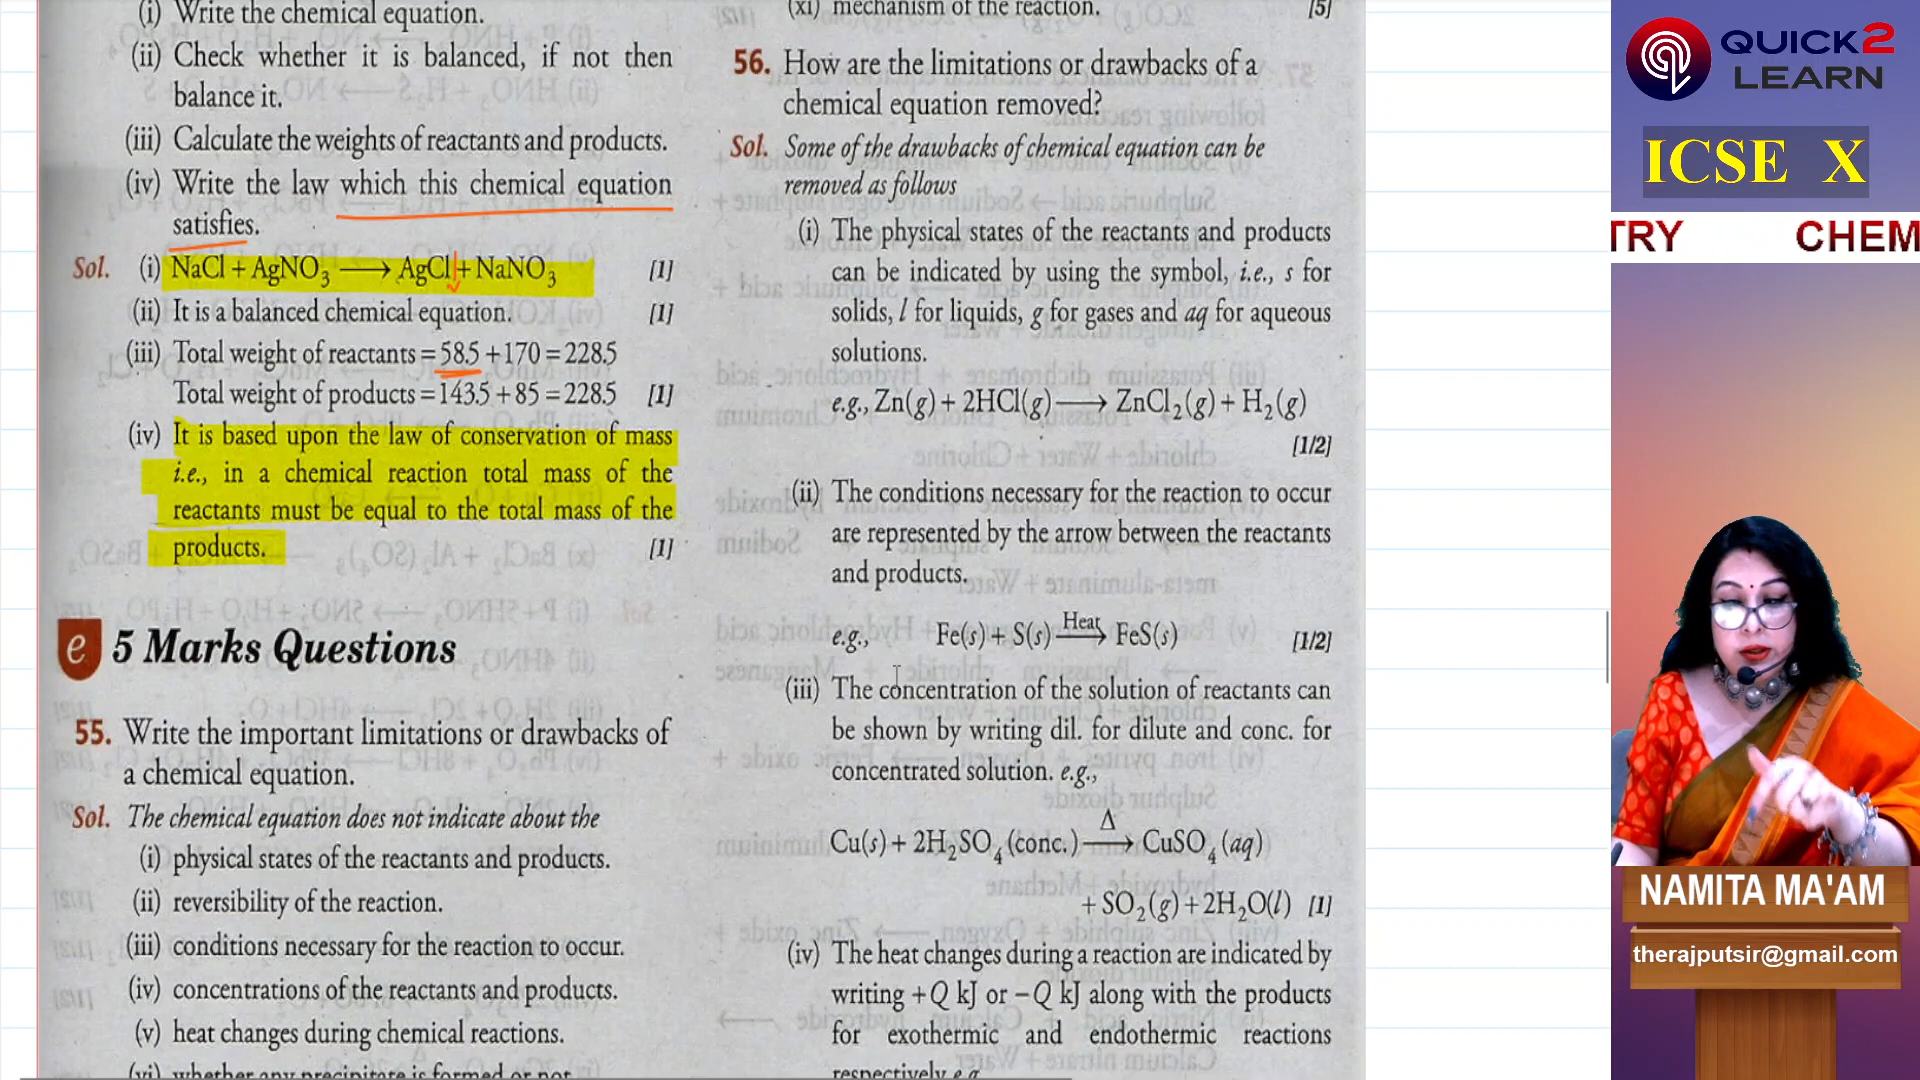 (i) Write the chemical equation.
(ii) Check whether it is balanced, if not then
balance it.
(iii) Calculate the weights of reactants and products.
(iv) Write the law which this chemical equation
satisfies.
Sol. (i) NaCl + AgNO3 ⟶ AgCl + NaNO3 [1]
(ii) It is a balanced chemical equation. [1]
(iii) Total weight of reactants = 58.5 + 170 = 228.5
Total weight of products = 143.5 + 85 = 228.5 [1]
(iv) It is based upon the law of conservation of mass
i.e., in a chemical reaction total mass of the
reactants must be equal to the total mass of the
products. [1]
e 5 Marks Questions
55. Write the important limitations or drawbacks of
a chemical equation.
Sol. The chemical equation does not indicate about the
(i) physical states of the reactants and products.
(ii) reversibility of the reaction.
(iii) conditions necessary for the reaction to occur.
(iv) concentrations of the reactants and products.
(v) heat changes during chemical reactions.
(vi) whether any precipitate is formed or not
(xi) mechanism of the reaction. [5]
56. How are the limitations or drawbacks of a
chemical equation removed?
Sol. Some of the drawbacks of chemical equation can be
removed as follows
(i) The physical states of the reactants and products
can be indicated by using the symbol, i.e., s for
solids, l for liquids, g for gases and aq for aqueous
solutions.
e.g., Zn(g) + 2HCl(g) ⟶ ZnCl2(g) + H2(g)
[1/2]
(ii) The conditions necessary for the reaction to occur
are represented by the arrow between the reactants
and products.
Heat
e.g., Fe(s) + S(s) ⟶ FeS(s) [1/2]
(iii) The concentration of the solution of reactants can
be shown by writing dil. for dilute and conc. for
concentrated solution. e.g.,
Δ
Cu(s) + 2H2SO4 (conc.) ⟶ CuSO4 (aq)
+ SO2(g) + 2H2O(l) [1]
(iv) The heat changes during a reaction are indicated by
writing +Q kJ or −Q kJ along with the products
for exothermic and endothermic reactions
respectively e.g.
QUICK2
LEARN
ICSE X
TRY CHEM
NAMITA MA'AM
therajputsir@gmail.com